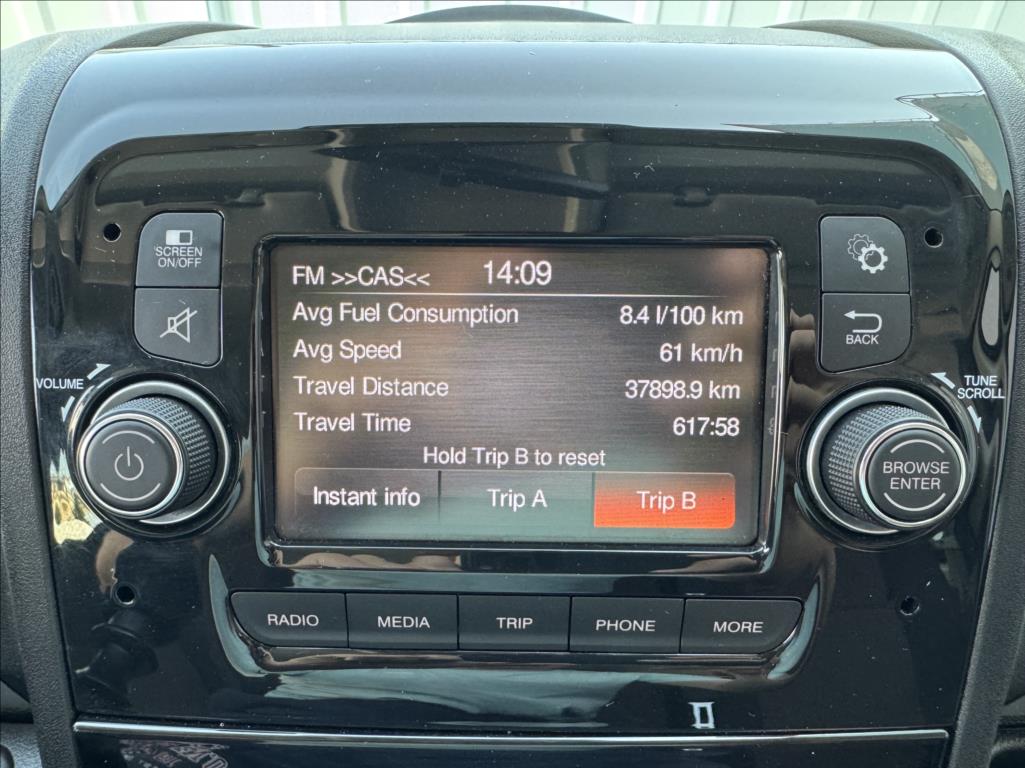 SCREEN
ON/OFF
VOLUME
FM >>CAS<< 14:09
Avg Fuel Consumption 8.4 l/100 km
Avg Speed 61 km/h
Travel Distance 37898.9 km
Travel Time 617:58
Hold Trip B to reset
Instant info Trip A Trip B
BACK
TUNE
SCROLL
BROWSE
ENTER
RADIO MEDIA TRIP PHONE MORE